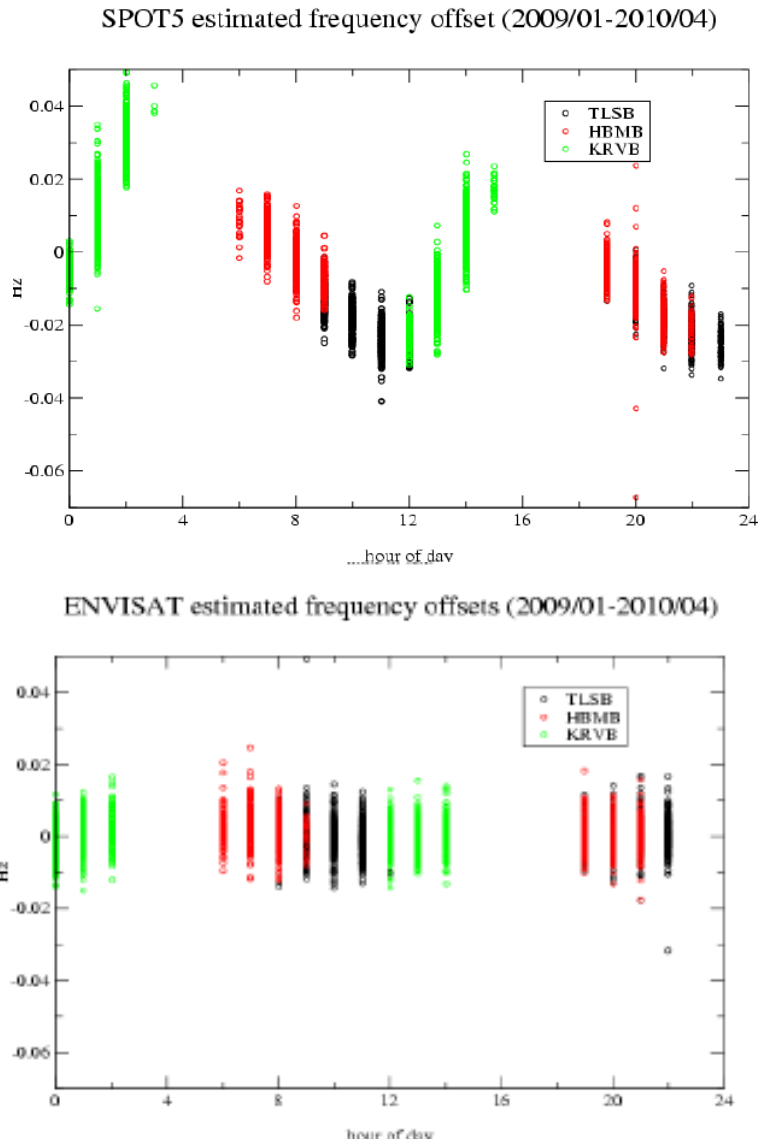 SPOT5 estimated frequency offset (2009/01-2010/04)
0.04
0.02
0
-0.02
-0.04
-0.06
Hz
TLSB
HBMB
KRVB
0 4 8 12 16 20 24
hour of day
ENVISAT estimated frequency offsets (2009/01-2010/04)
0.04
0.02
0
-0.02
-0.04
-0.06
Hz
TLSB
HBMB
KRVB
0 4 8 12 16 20 24
hour of day